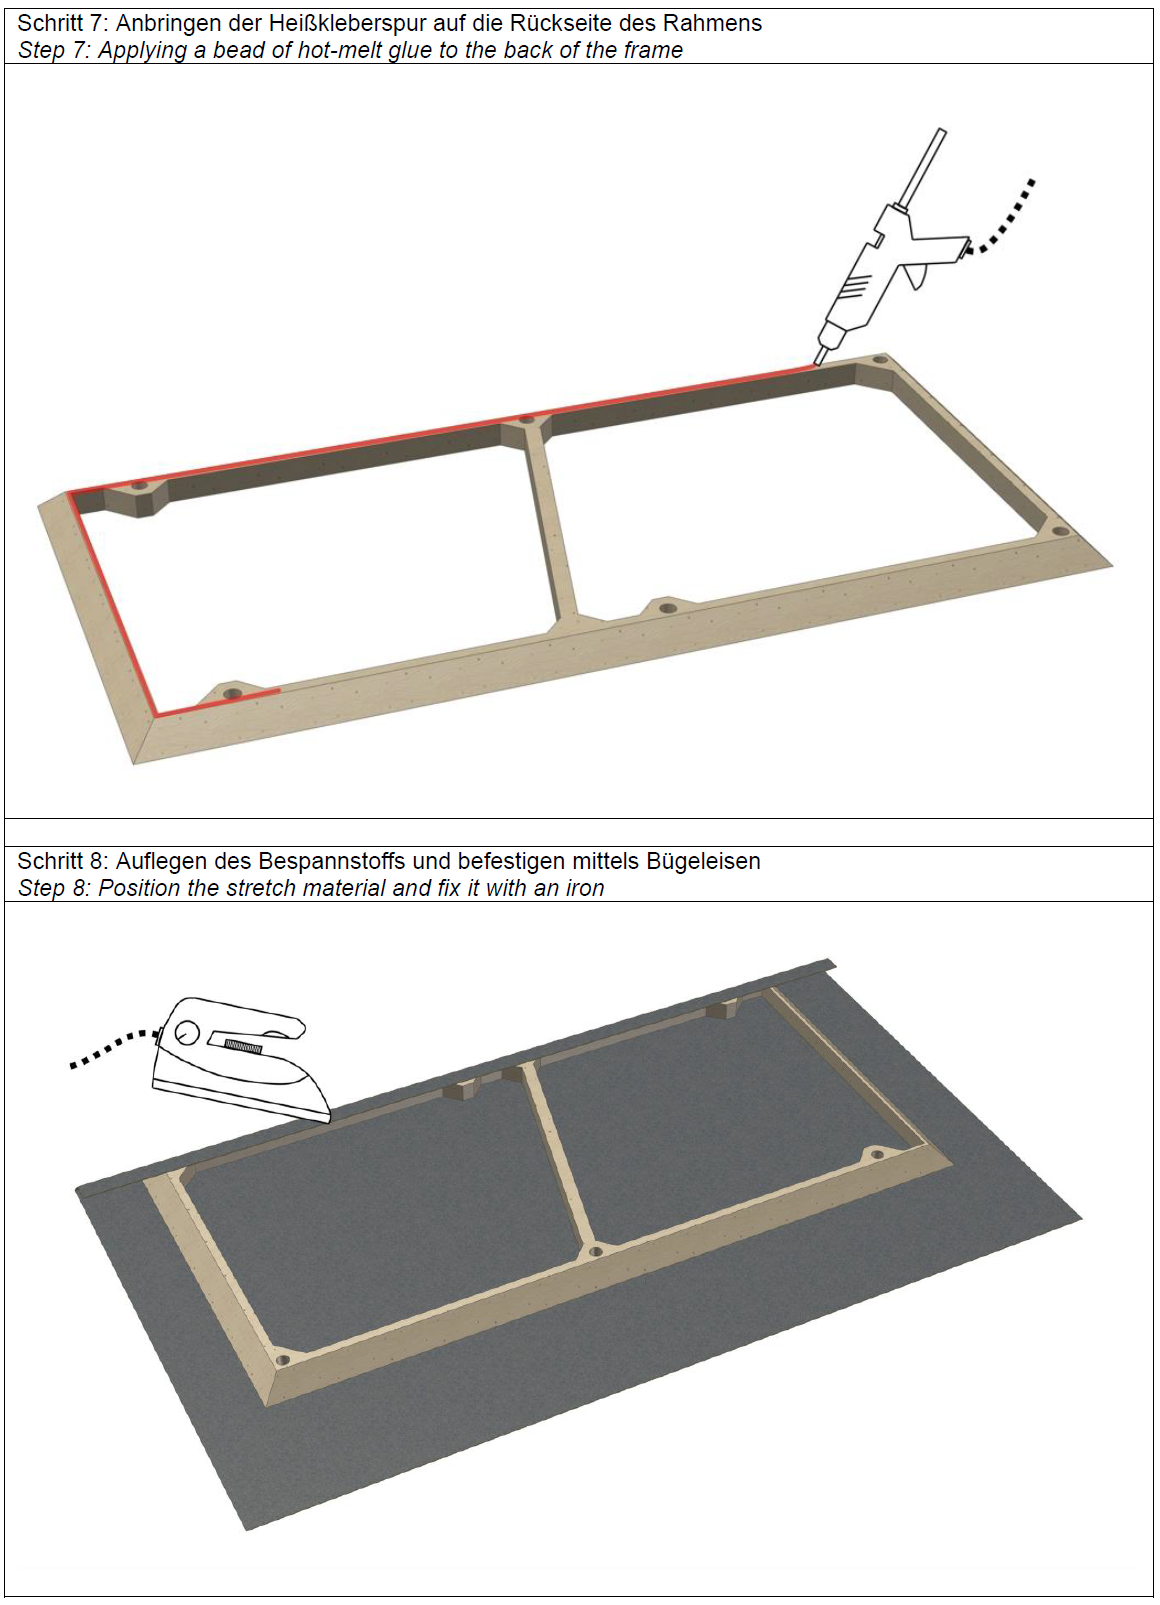 Schritt 7: Anbringen der Heißkleberspur auf die Rückseite des Rahmens
Step 7: Applying a bead of hot-melt glue to the back of the frame
Schritt 8: Auflegen des Bespannstoffs und befestigen mittels Bügeleisen
Step 8: Position the stretch material and fix it with an iron